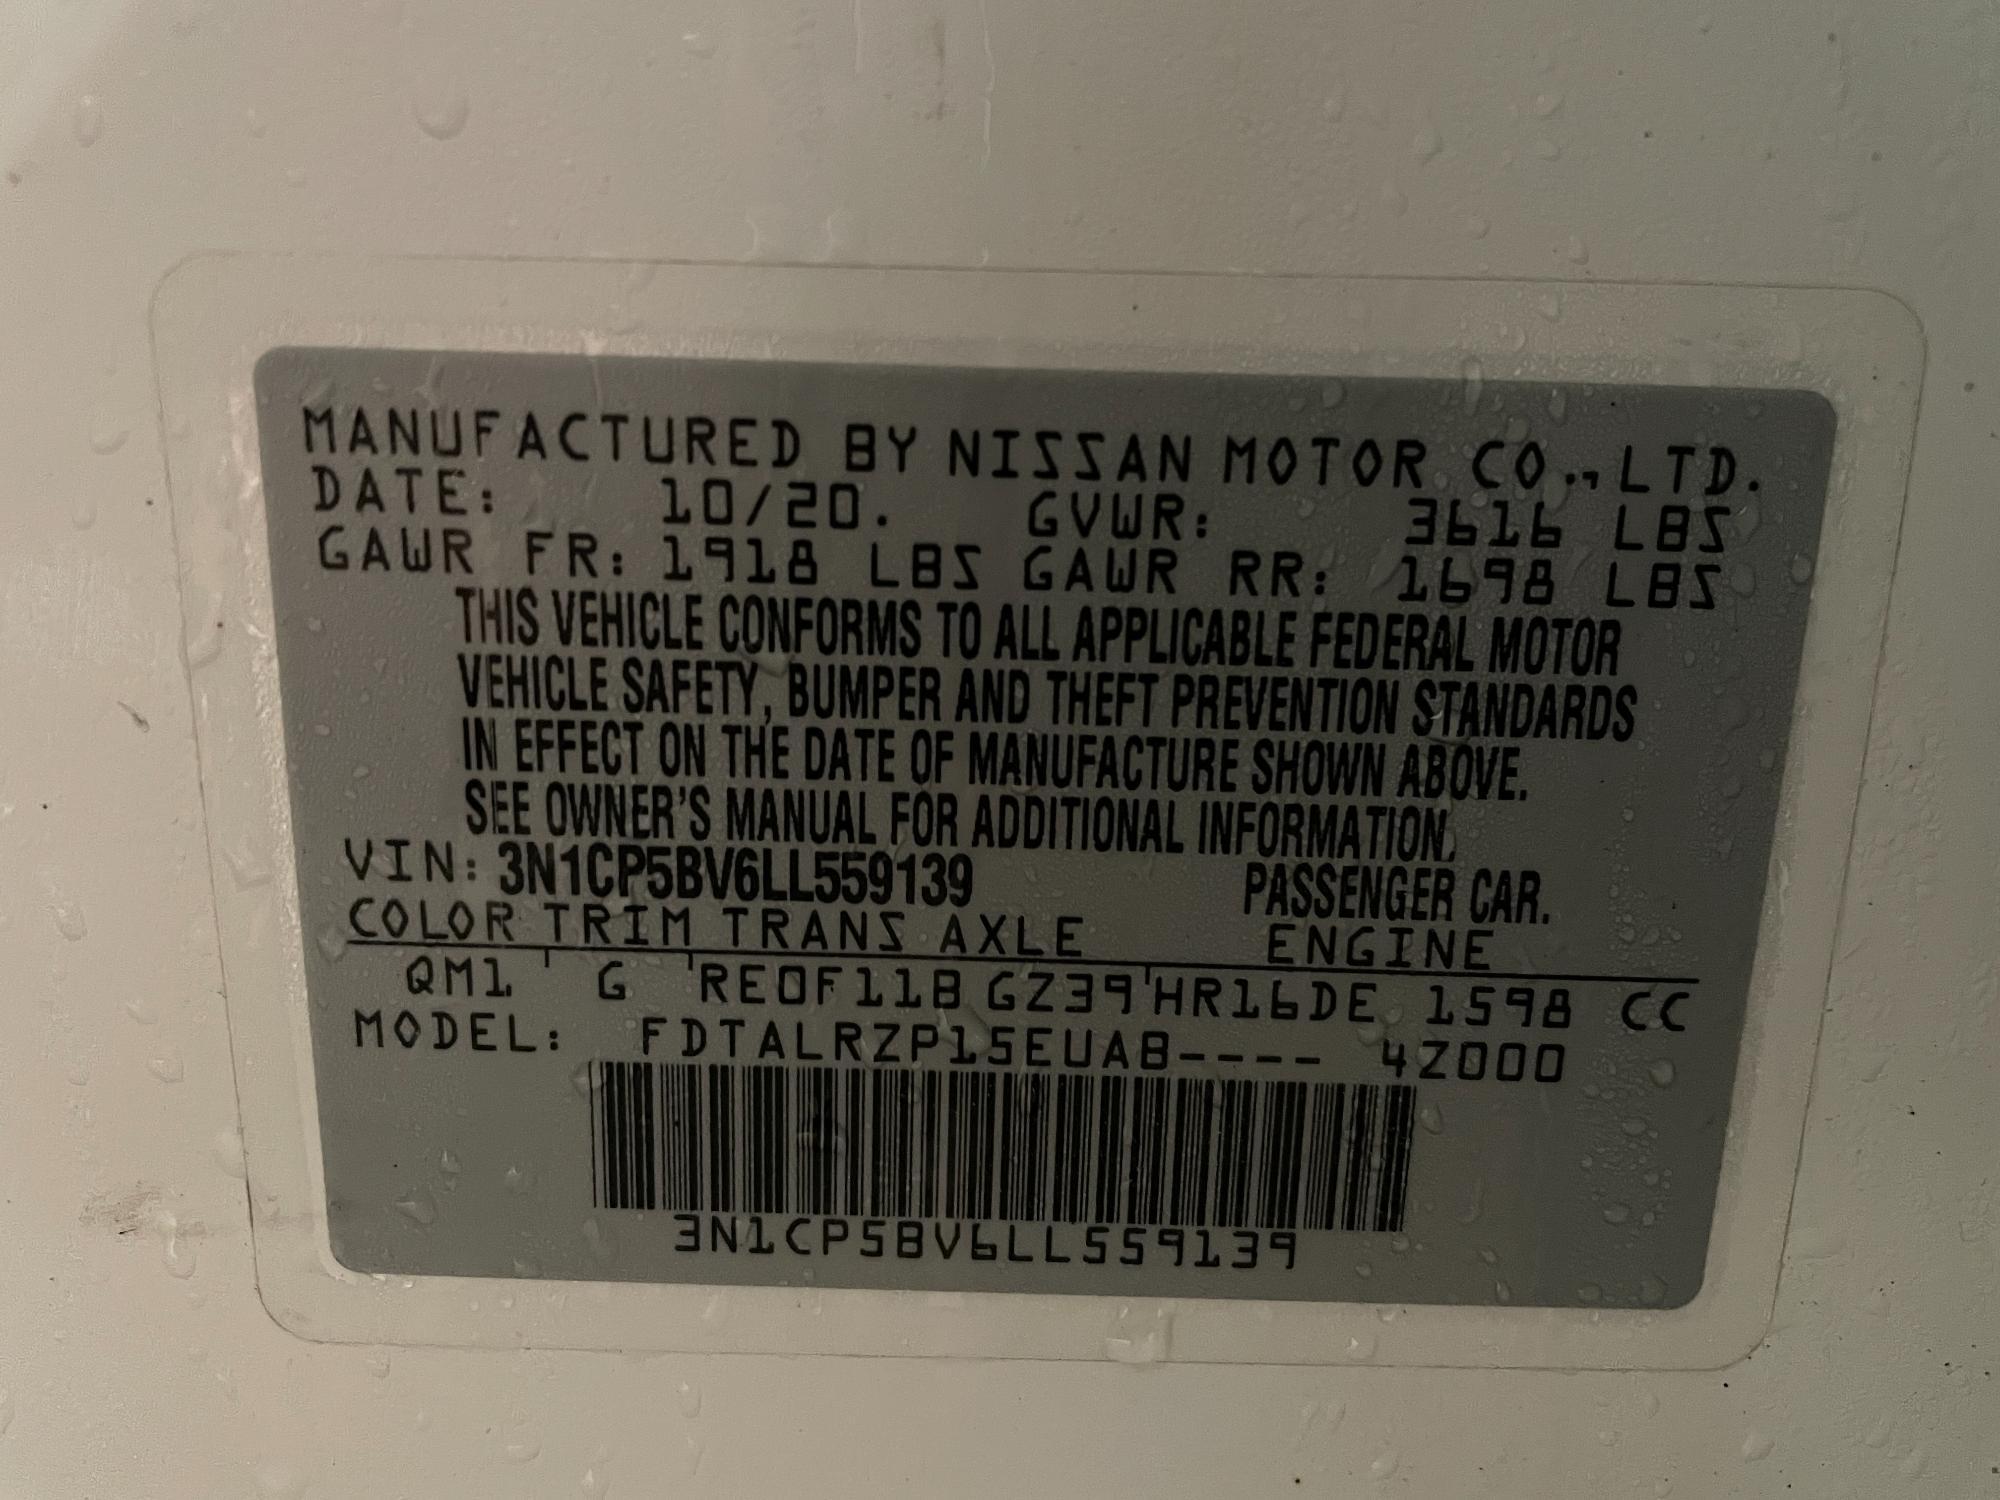 MANUFACTURED BY NISSAN MOTOR CO.,LTD.
DATE: 10/20. GVWR: 3616 LBS
GAWR FR: 1918 LBS GAWR RR: 1698 LBS
THIS VEHICLE CONFORMS TO ALL APPLICABLE FEDERAL MOTOR
VEHICLE SAFETY, BUMPER AND THEFT PREVENTION STANDARDS
IN EFFECT ON THE DATE OF MANUFACTURE SHOWN ABOVE.
SEE OWNER'S MANUAL FOR ADDITIONAL INFORMATION.
VIN: 3N1CP5BV6LL559139 PASSENGER CAR.
COLOR TRIM TRANS AXLE ENGINE
QM1 G RE0F11B GZ39 HR16DE 1598 CC
MODEL: FDTALRZP15EUAB---- 4Z000
3N1CP5BV6LL559139